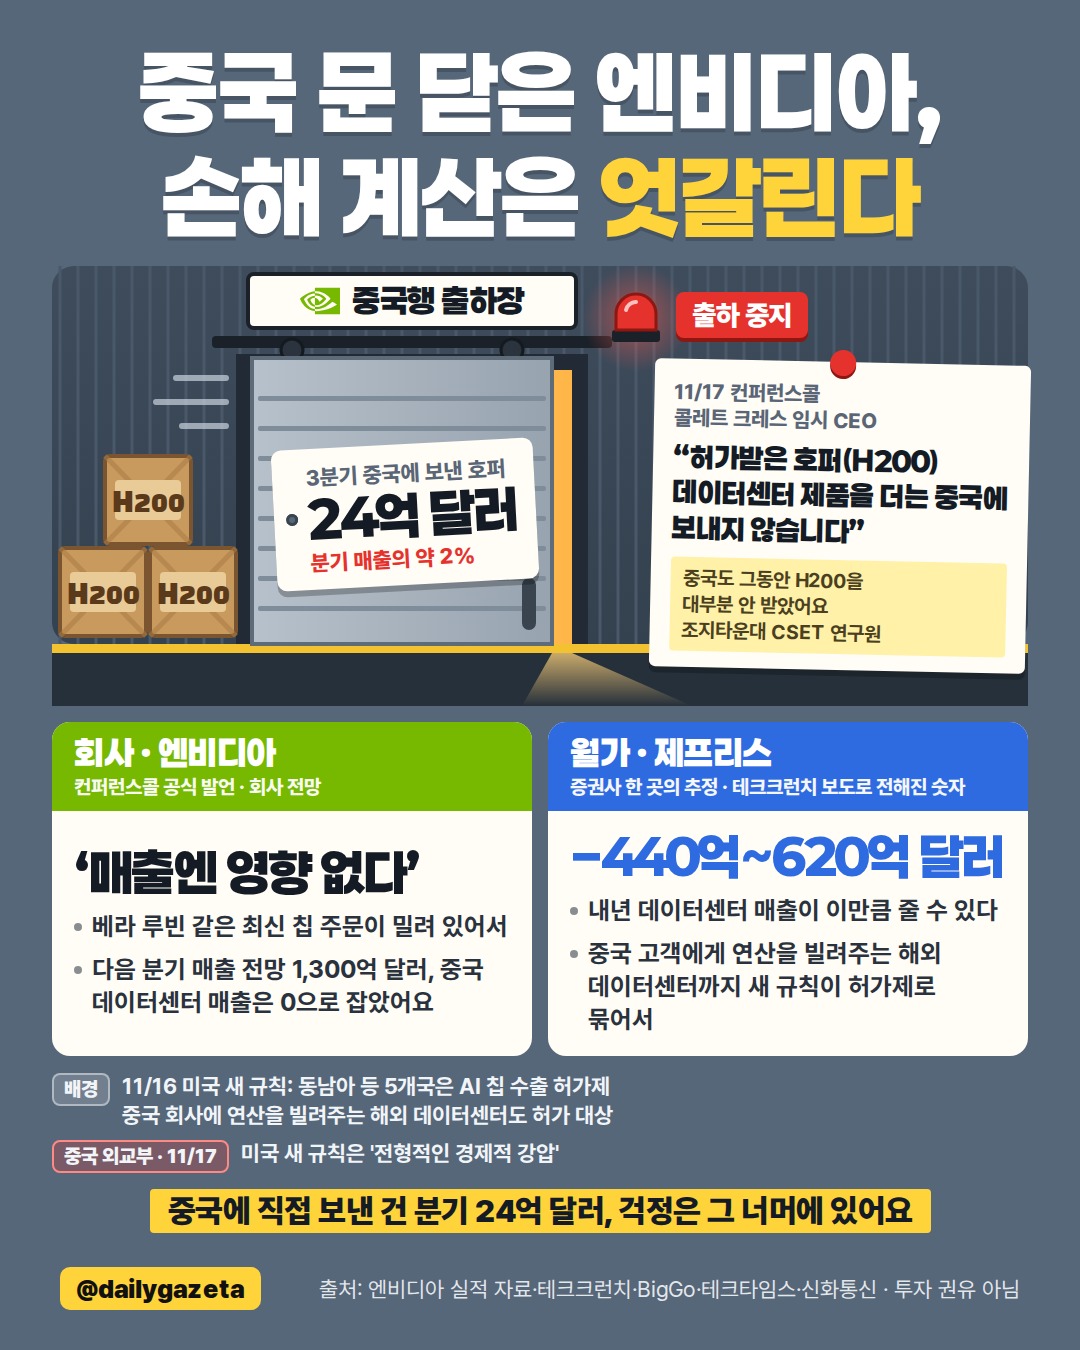 중국 문 닫은 엔비디아,
손해 계산은 엇갈린다
중국행 출하장
출하 중지
11/17 컨퍼런스콜
콜레트 크레스 임시 CEO
“허가받은 호퍼(H200)
데이터센터 제품을 더는 중국에
보내지 않습니다”
중국도 그동안 H200을
대부분 안 받았어요
조지타운대 CSET 연구원
3분기 중국에 보낸 호퍼
24억 달러
분기 매출의 약 2%
H200
H200
H200
회사 · 엔비디아
컨퍼런스콜 공식 발언 · 회사 전망
‘매출엔 영향 없다’
• 베라 루빈 같은 최신 칩 주문이 밀려 있어서
• 다음 분기 매출 전망 1,300억 달러, 중국
데이터센터 매출은 0으로 잡았어요
월가 · 제프리스
증권사 한 곳의 추정 · 테크크런치 보도로 전해진 숫자
−440억~620억 달러
• 내년 데이터센터 매출이 이만큼 줄 수 있다
• 중국 고객에게 연산을 빌려주는 해외
데이터센터까지 새 규칙이 허가제로
묶어서
배경
11/16 미국 새 규칙: 동남아 등 5개국은 AI 칩 수출 허가제
중국 회사에 연산을 빌려주는 해외 데이터센터도 허가 대상
중국 외교부 · 11/17
미국 새 규칙은 '전형적인 경제적 강압'
중국에 직접 보낸 건 분기 24억 달러, 걱정은 그 너머에 있어요
@dailygazeta
출처: 엔비디아 실적 자료·테크크런치·BigGo·테크타임스·신화통신 · 투자 권유 아님